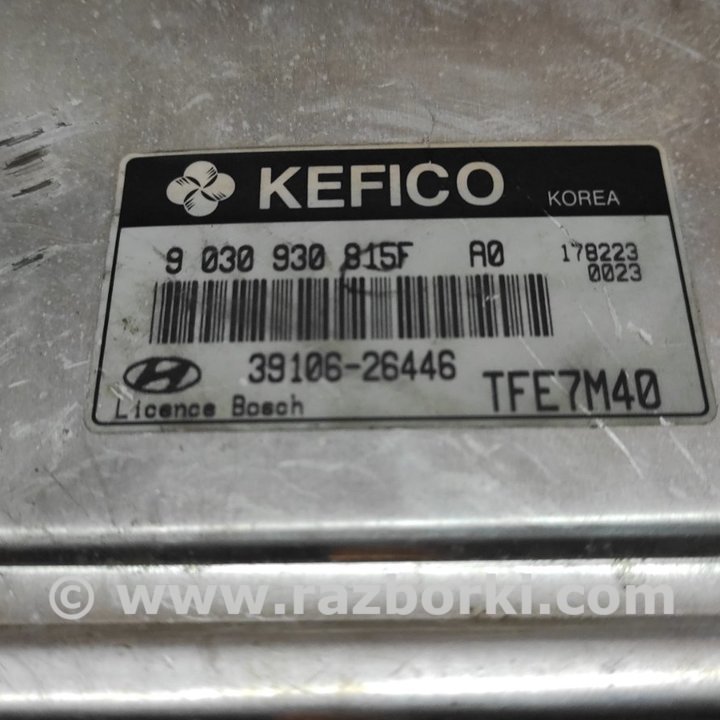 KEFICO KOREA
9 030 930 815F A0 178223
0023
39106-26446
Licence Bosch TFE7M40
© www.razborki.com